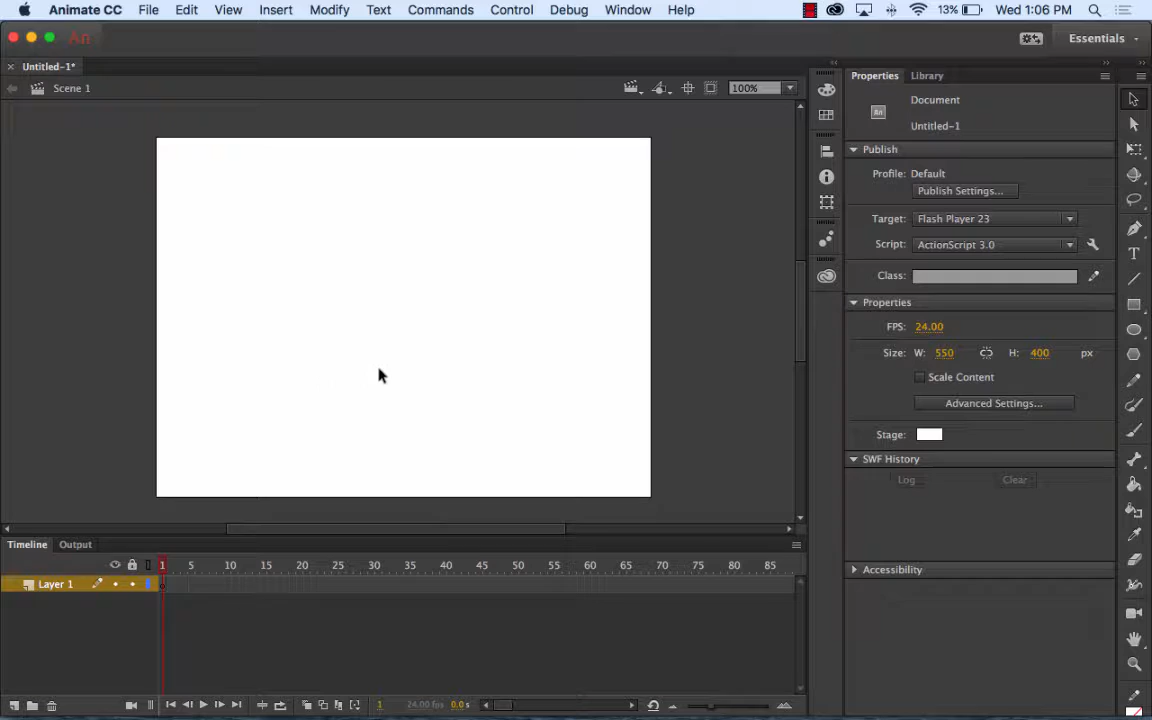 Animate CC File Edit View Insert Modify Text Commands Control Debug Window Help 13% Wed 1:06 PM
An Essentials
Untitled-1*
Scene 1 100%
Properties Library
An Document
Untitled-1
Publish
Profile: Default
Publish Settings...
Target: Flash Player 23
Script: ActionScript 3.0
Class:
Properties
FPS: 24.00
Size: W: 550 H: 400 px
Scale Content
Advanced Settings...
Stage:
SWF History
Log... Clear
Accessibility
Timeline Output
1 5 10 15 20 25 30 35 40 45 50 55 60 65 70 75 80 85
Layer 1
1 24.00 fps 0.0 s